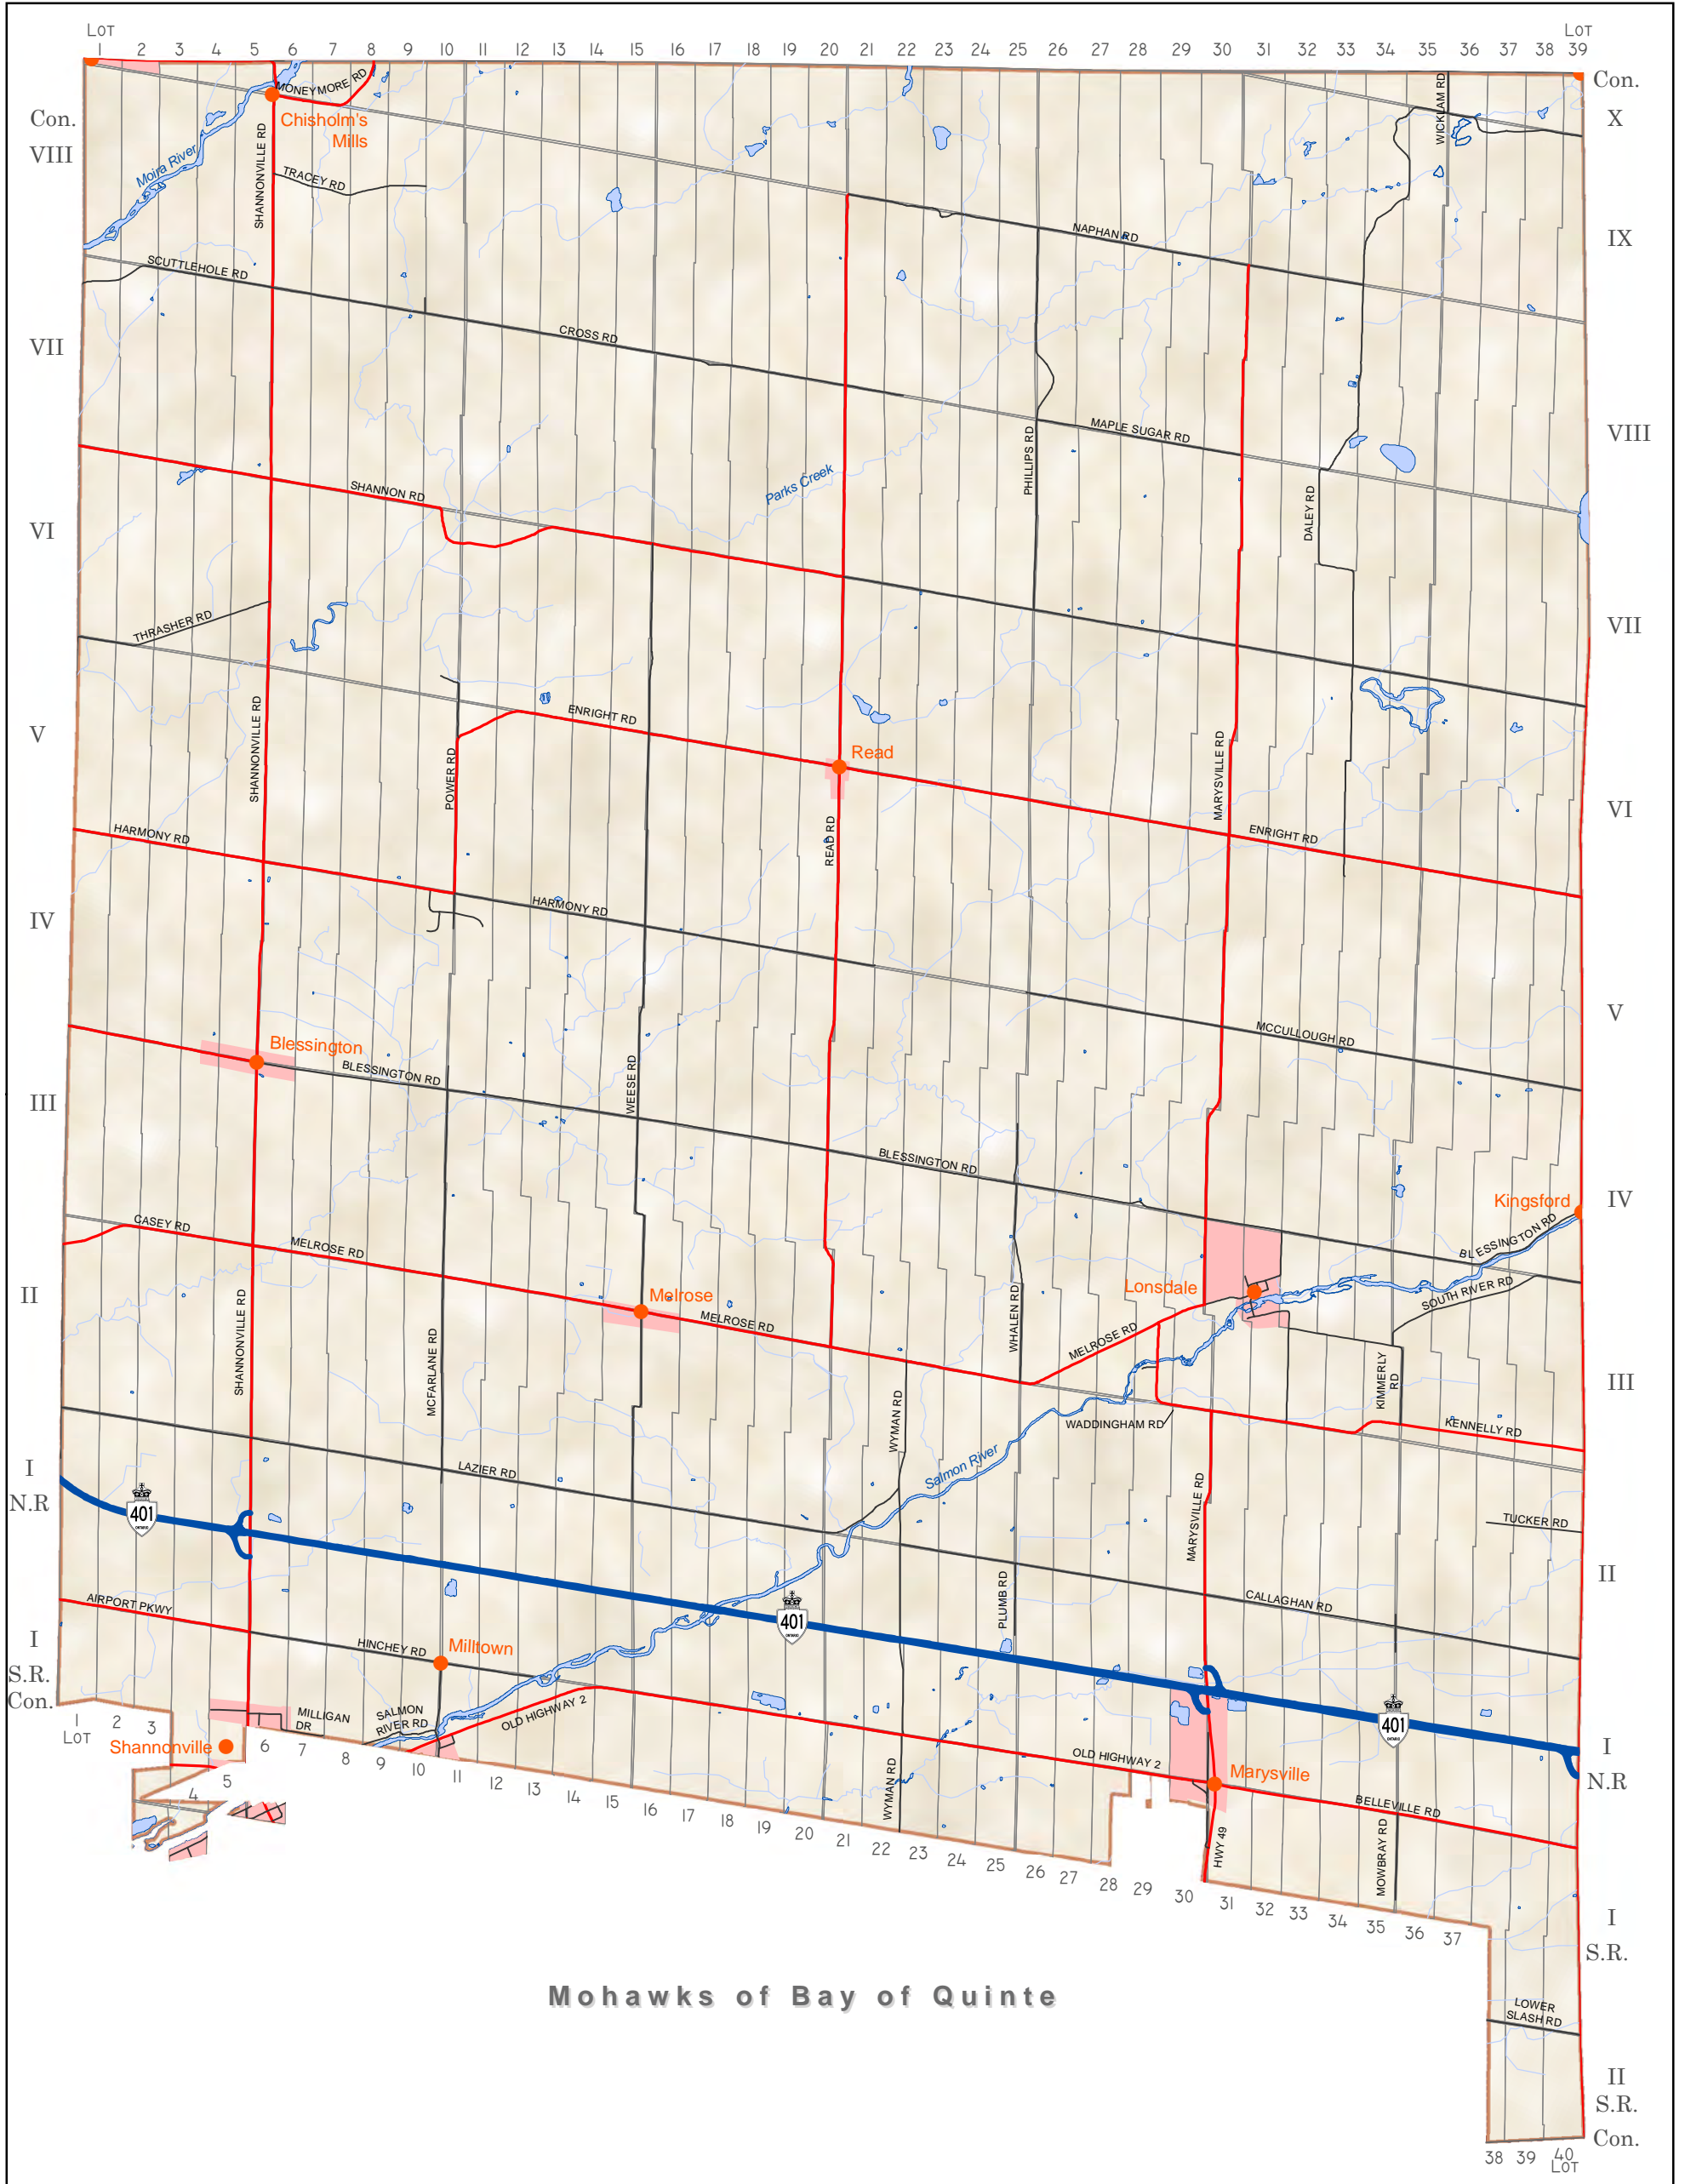 LOT
LOT
1 2 3 4 5 6 7 8 9 10 11 12 13 14 15 16 17 18 19 20 21 22 23 24 25 26 27 28 29 30 31 32 33 34 35 36 37 38 39
Con.
MONEYMORE RD
WICKLAM RD
Con.
VIII
Chisholm's
Mills
X
Moira River
SHANNONVILLE RD
TRACEY RD
NAPHAN RD
IX
SCUTTLEHOLE RD
CROSS RD
VII
MAPLE SUGAR RD
VIII
PHILLIPS RD
Parks Creek
SHANNON RD
DALEY RD
VI
THRASHER RD
VII
SHANNONVILLE RD
ENRIGHT RD
V
Read
POWER RD
MARYSVILLE RD
VI
HARMONY RD
READ RD
ENRIGHT RD
HARMONY RD
IV
V
MCCULLOUGH RD
Blessington
BLESSINGTON RD
WEESE RD
III
BLESSINGTON RD
Kingsford
IV
CASEY RD
BLESSINGTON RD
MELROSE RD
II
Lonsdale
SOUTH RIVER RD
Melrose
MELROSE RD
WHALEN RD
MELROSE RD
SHANNONVILLE RD
MCFARLANE RD
KIMMERLY
RD
III
WYMAN RD
WADDINGHAM RD
KENNELLY RD
I
N.R
LAZIER RD
Salmon River
MARYSVILLE RD
401
ONTARIO
TUCKER RD
II
PLUMB RD
CALLAGHAN RD
AIRPORT PKWY
401
ONTARIO
I
S.R.
Con.
HINCHEY RD
Milltown
1 2 3
LOT
MILLIGAN
DR
SALMON
RIVER RD
OLD HIGHWAY 2
401
ONTARIO
Shannonville
OLD HIGHWAY 2
Marysville
I
N.R
WYMAN RD
BELLEVILLE RD
HWY 49
MOWBRAY RD
4 5 6 7 8 9 10 11 12 13 14 15 16 17 18 19 20 21 22 23 24 25 26 27 28 29 30 31 32 33 34 35 36 37
I
S.R.
Mohawks of Bay of Quinte
LOWER
SLASH RD
II
S.R.
Con.
38 39 40
LOT